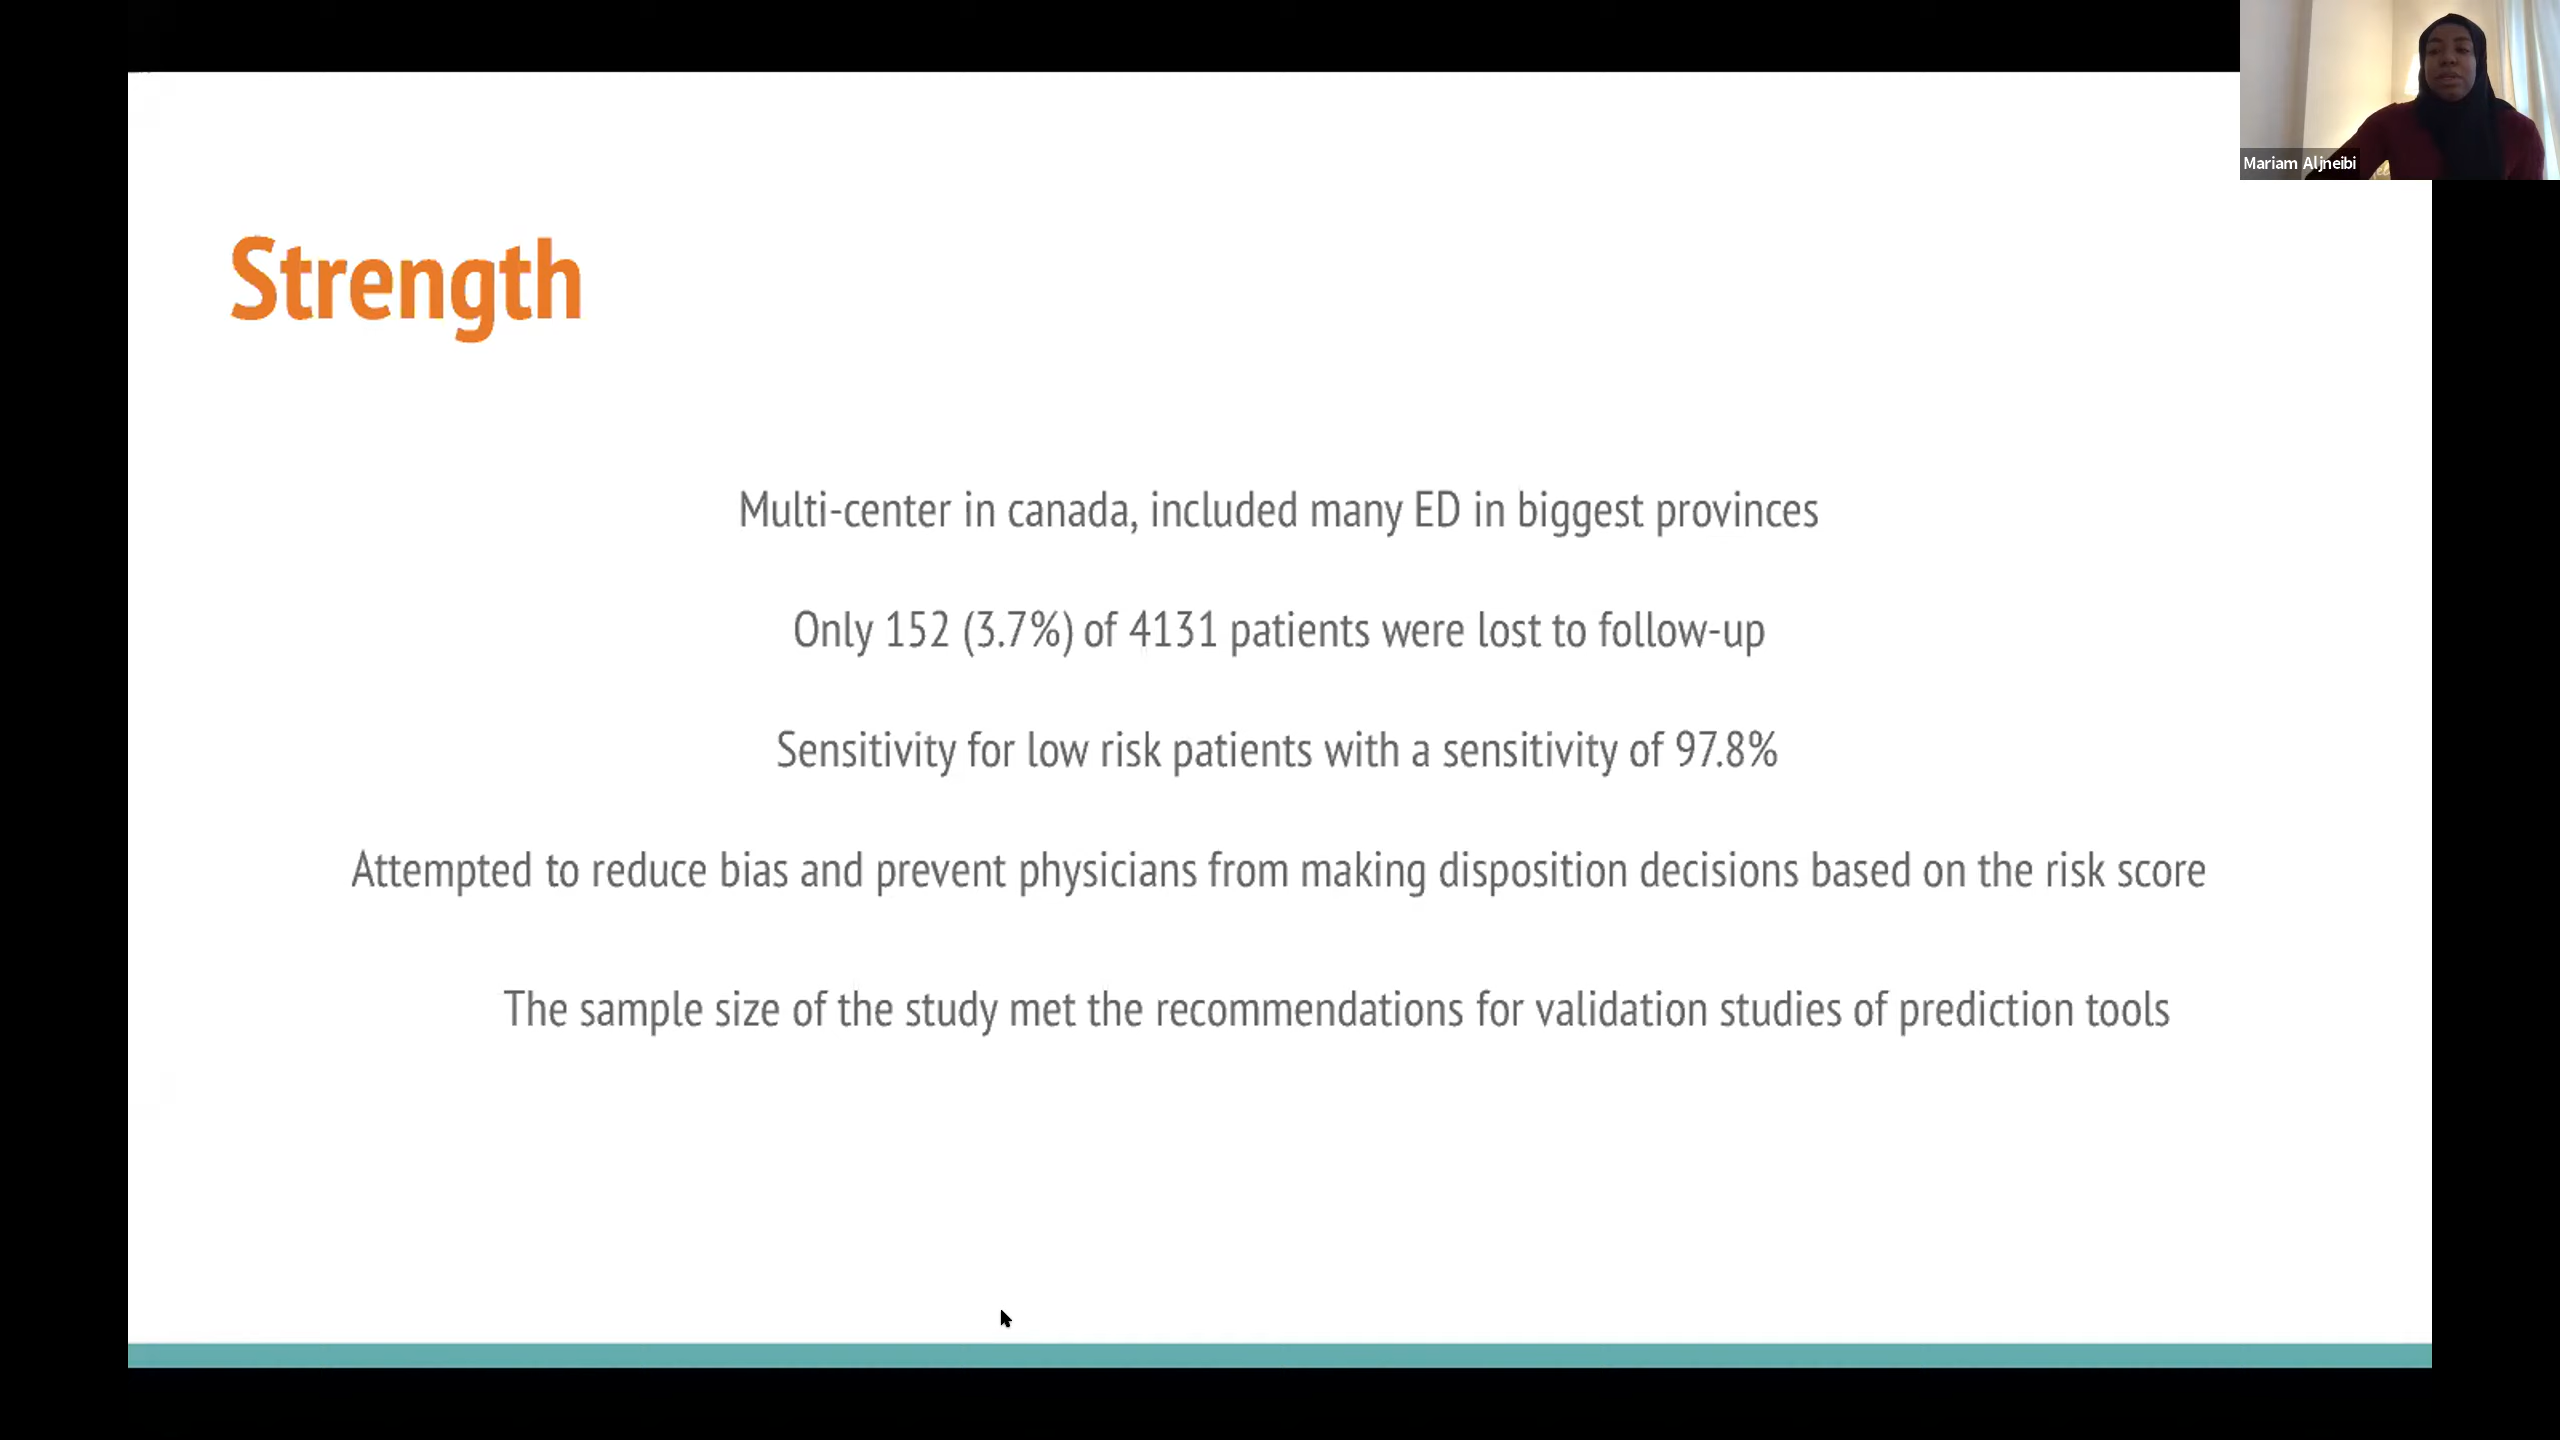 Mariam Aljneibi
Strength
Multi-center in canada, included many ED in biggest provinces
Only 152 (3.7%) of 4131 patients were lost to follow-up
Sensitivity for low risk patients with a sensitivity of 97.8%
Attempted to reduce bias and prevent physicians from making disposition decisions based on the risk score
The sample size of the study met the recommendations for validation studies of prediction tools